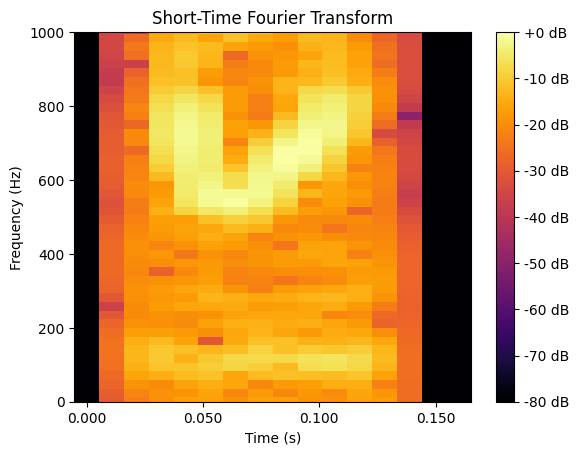 Short-Time Fourier Transform
1000
800
600
400
200
0
Frequency (Hz)
0.000
0.050
0.100
0.150
Time (s)
+0 dB
-10 dB
-20 dB
-30 dB
-40 dB
-50 dB
-60 dB
-70 dB
-80 dB